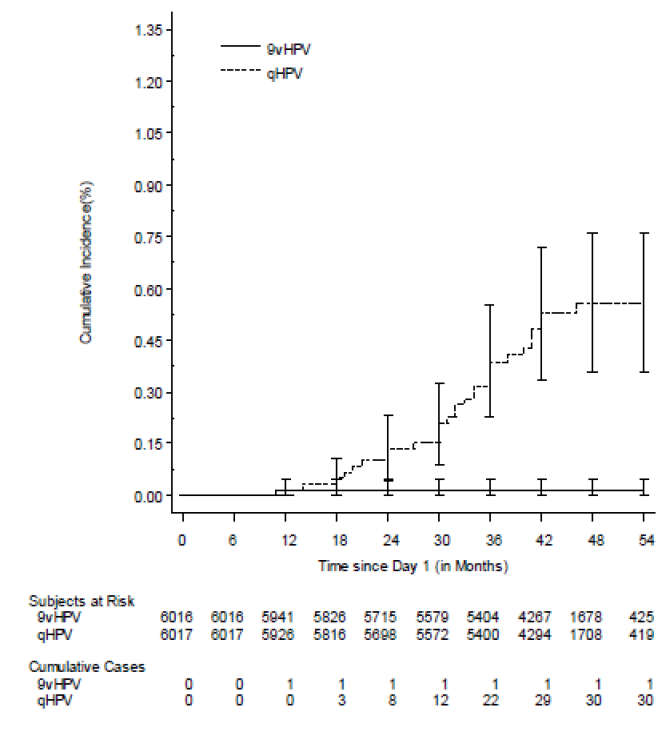 1.35
9vHPV
qHPV
1.20
1.05
0.90
0.75
0.60
0.45
0.30
0.15
0.00
Cumulative Incidence(%)
0 6 12 18 24 30 36 42 48 54
Time since Day 1 (in Months)
Subjects at Risk
9vHPV 6016 6016 5941 5826 5715 5579 5404 4267 1678 425
qHPV 6017 6017 5926 5816 5698 5572 5400 4294 1708 419
Cumulative Cases
9vHPV 0 0 1 1 1 1 1 1 1 1
qHPV 0 0 0 3 8 12 22 29 30 30